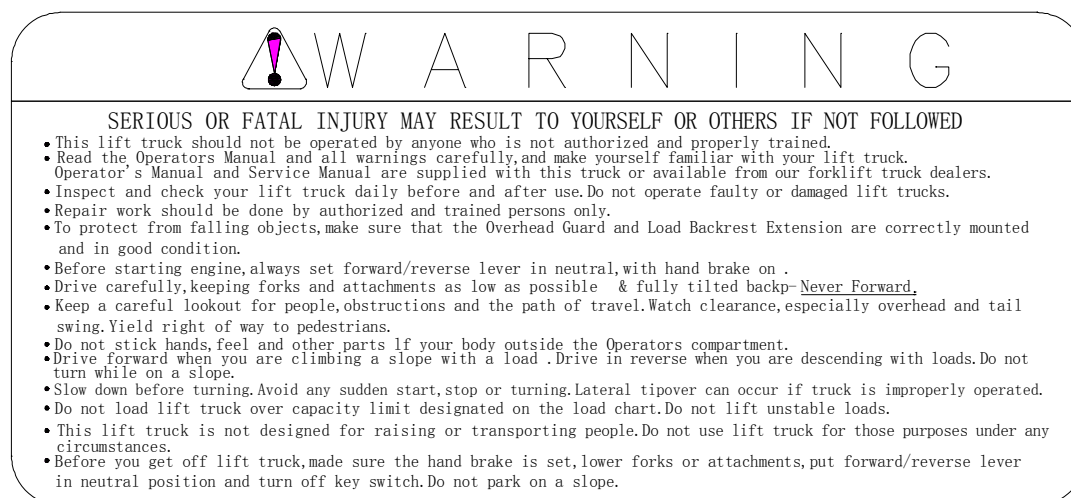 WARNING
SERIOUS OR FATAL INJURY MAY RESULT TO YOURSELF OR OTHERS IF NOT FOLLOWED
• This lift truck should not be operated by anyone who is not authorized and properly trained.
• Read the Operators Manual and all warnings carefully,and make yourself familiar with your lift truck.
Operator's Manual and Service Manual are supplied with this truck or available from our forklift truck dealers.
• Inspect and check your lift truck daily before and after use.Do not operate faulty or damaged lift trucks.
• Repair work should be done by authorized and trained persons only.
• To protect from falling objects,make sure that the Overhead Guard and Load Backrest Extension are correctly mounted
and in good condition.
• Before starting engine,always set forward/reverse lever in neutral,with hand brake on .
• Drive carefully,keeping forks and attachments as low as possible & fully tilted backp-Never Forward.
• Keep a careful lookout for people,obstructions and the path of travel.Watch clearance,especially overhead and tail
swing.Yield right of way to pedestrians.
• Do not stick hands,feel and other parts lf your body outside the Operators compartment.
• Drive forward when you are climbing a slope with a load .Drive in reverse when you are descending with loads.Do not
turn while on a slope.
• Slow down before turning.Avoid any sudden start,stop or turning.Lateral tipover can occur if truck is improperly operated.
• Do not load lift truck over capacity limit designated on the load chart.Do not lift unstable loads.
• This lift truck is not designed for raising or transporting people.Do not use lift truck for those purposes under any
circumstances.
• Before you get off lift truck,made sure the hand brake is set,lower forks or attachments,put forward/reverse lever
in neutral position and turn off key switch.Do not park on a slope.